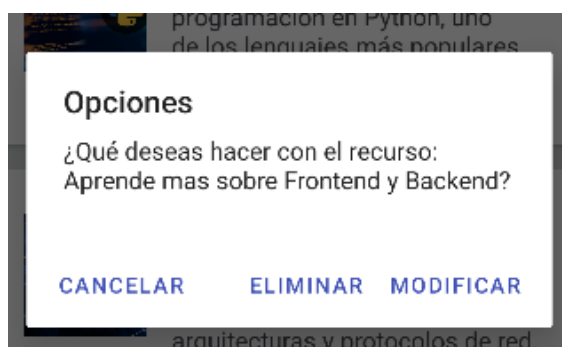 programación en Python, uno
de los lenguajes más populares
Opciones
¿Qué deseas hacer con el recurso:
Aprende mas sobre Frontend y Backend?
CANCELAR ELIMINAR MODIFICAR
arquitecturas y protocolos de red